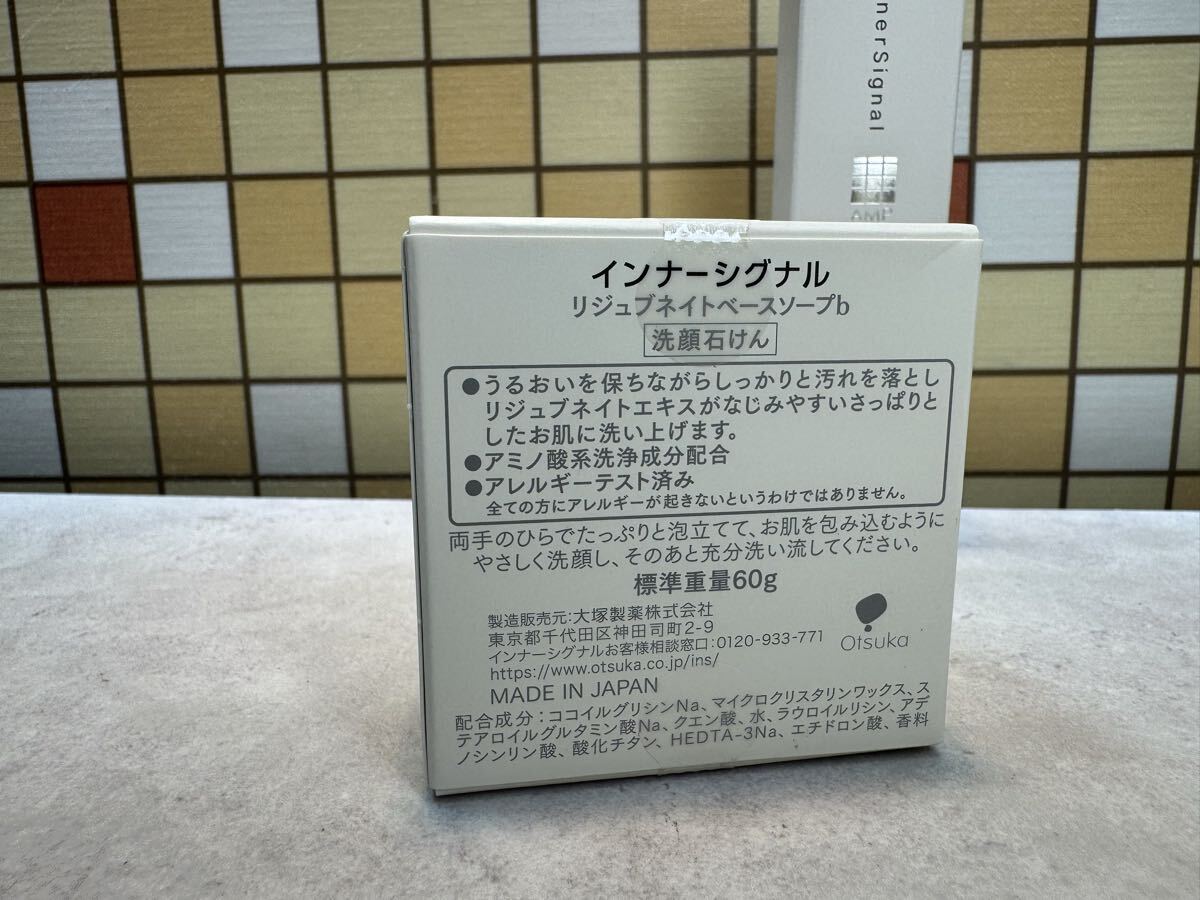 nerSignal
AMP
インナーシグナル
リジュブネイトベースソープb
洗顔石けん
●うるおいを保ちながらしっかりと汚れを落とし
リジュブネイトエキスがなじみやすいさっぱりと
したお肌に洗い上げます。
●アミノ酸系洗浄成分配合
●アレルギーテスト済み
全ての方にアレルギーが起きないというわけではありません。
両手のひらでたっぷりと泡立てて、お肌を包み込むように
やさしく洗顔し、そのあと充分洗い流してください。
標準重量60g
製造販売元:大塚製薬株式会社
東京都千代田区神田司町2-9
インナーシグナルお客様相談窓口:0120-933-771
https://www.otsuka.co.jp/ins/
MADE IN JAPAN
Otsuka
配合成分:ココイルグリシンNa、マイクロクリスタリンワックス、ス
テアロイルグルタミン酸Na、クエン酸、水、ラウロイルリシン、アデ
ノシンリン酸、酸化チタン、HEDTA-3Na、エチドロン酸、香料